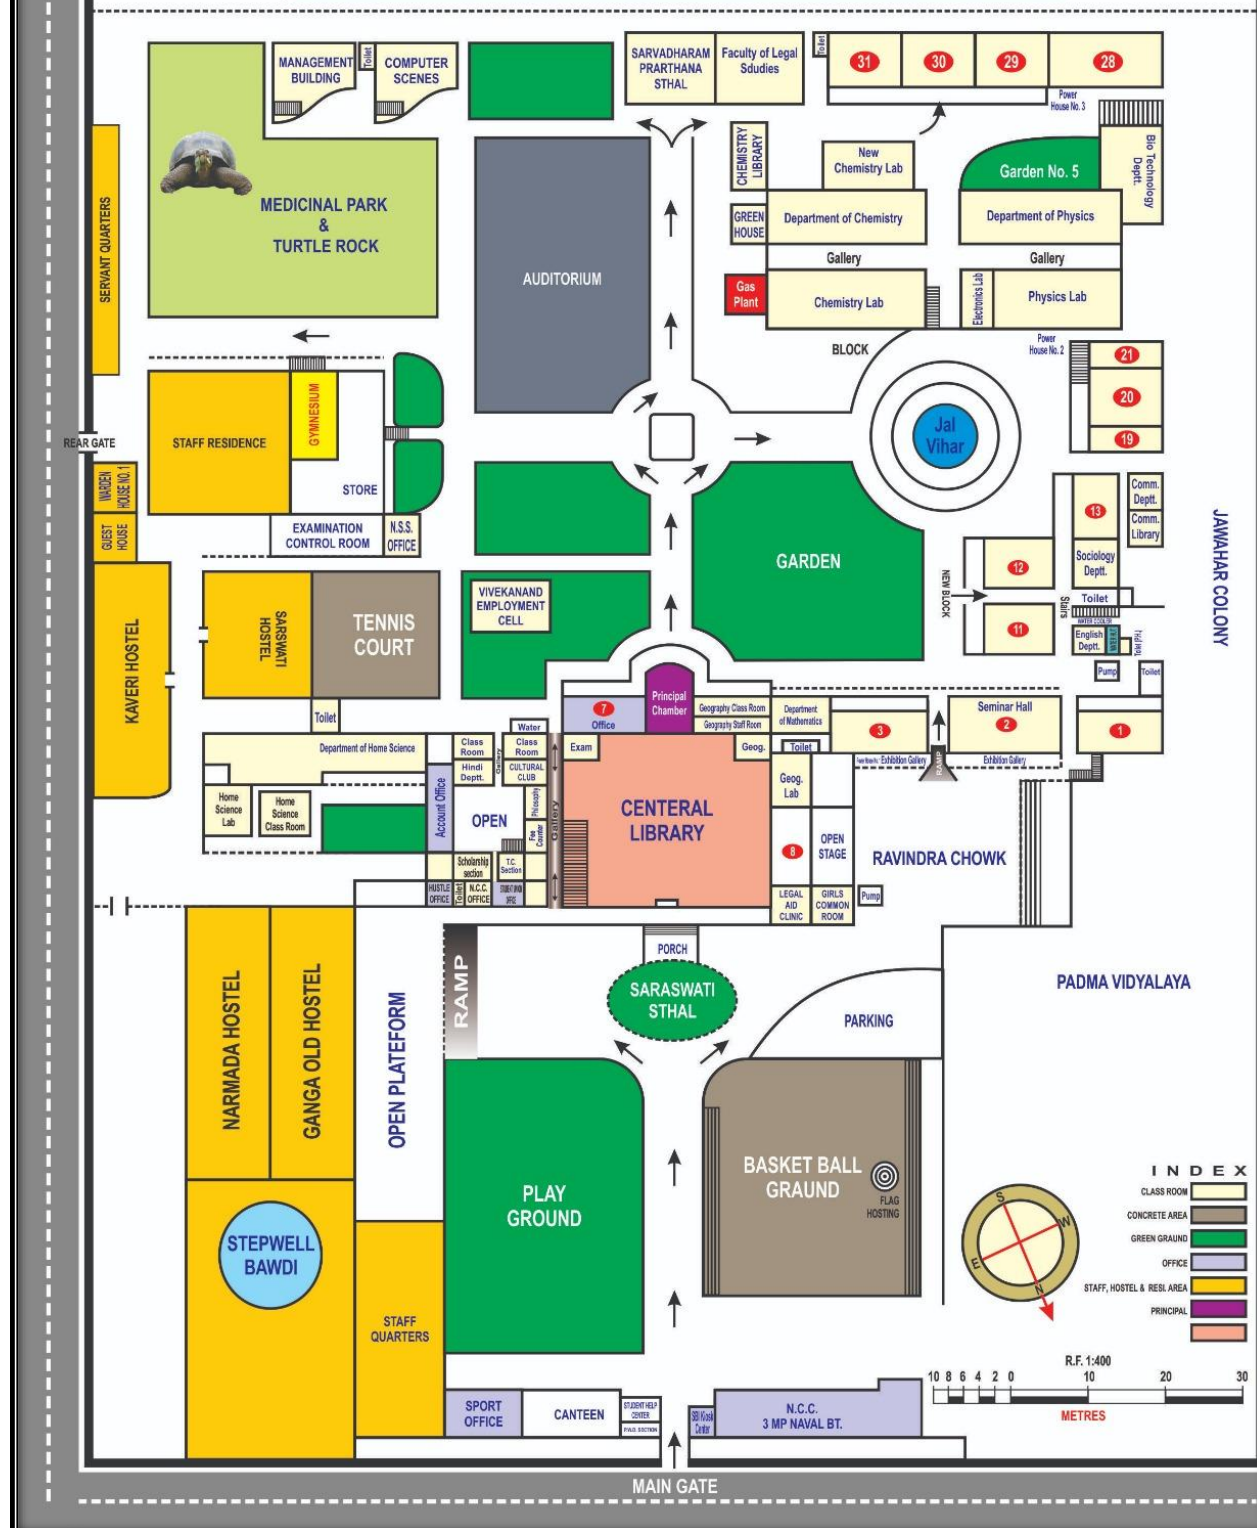 MANAGEMENT
BUILDING
Toilet
COMPUTER
SCENES
SARVADHARAM
PRARTHANA
STHAL
Faculty of Legal
Sdudies
Toilet
31
30
29
28
Power
House No. 3
MEDICINAL PARK
&
TURTLE ROCK
SERVANT QUARTERS
AUDITORIUM
CHEMISTRY
LIBRARY
New
Chemistry Lab
Garden No. 5
Bio Technology
Deptt.
GREEN
HOUSE
Department of Chemistry
Department of Physics
Gallery
Gallery
Gas
Plant
Chemistry Lab
Electronics Lab
Physics Lab
BLOCK
Power
House No. 2
21
20
19
Jal
Vihar
REAR GATE
STAFF RESIDENCE
GYMNESIUM
STORE
WARDEN
HOUSE NO.1
GUEST
HOUSE
EXAMINATION
CONTROL ROOM
N.S.S.
OFFICE
13
Comm.
Deptt.
Comm.
Library
JAWAHAR COLONY
GARDEN
12
Sociology
Deptt.
NEW BLOCK
Toilet
Stairs
WATER COOLER
11
English
Deptt.
Pump
Toilet
KAVERI HOSTEL
SARSWATI
HOSTEL
TENNIS
COURT
VIVEKANAND
EMPLOYMENT
CELL
Toilet
7
Office
Principal
Chamber
Geography Class Room
Geography Staff Room
Department
of Mathematics
3
Seminar Hall
2
1
Department of Home Science
Water
Class
Room
Gallery
Class
Room
Hindi
Deptt.
CULTURAL
CLUB
Exam
Geog.
Toilet
Exhibition Gallery
RAMP
Exhibition Gallery
Home
Science
Lab
Home
Science
Class Room
Account Office
OPEN
Philosophy
Fee
Counter
Gallery
CENTERAL
LIBRARY
Geog.
Lab
8
OPEN
STAGE
RAVINDRA CHOWK
Scholarship
section
T.C.
Section
HUSTLE
OFFICE
Toilet
N.C.C.
OFFICE
LEGAL
AID
CLINIC
GIRLS
COMMON
ROOM
Pump
NARMADA HOSTEL
GANGA OLD HOSTEL
OPEN PLATEFORM
RAMP
PORCH
SARASWATI
STHAL
PARKING
PADMA VIDYALAYA
PLAY
GROUND
BASKET BALL
GRAUND
FLAG
HOSTING
STEPWELL
BAWDI
STAFF
QUARTERS
S
W
E
N
INDEX
CLASS ROOM
CONCRETE AREA
GREEN GROUND
OFFICE
STAFF, HOSTEL & RESI. AREA
PRINCIPAL
R.F. 1:400
10 8 6 4 2 0 10 20 30
METRES
SPORT
OFFICE
CANTEEN
STUDENT HELP
CENTER
SBI Kiosk
Center
N.C.C.
3 MP NAVAL BT.
MAIN GATE